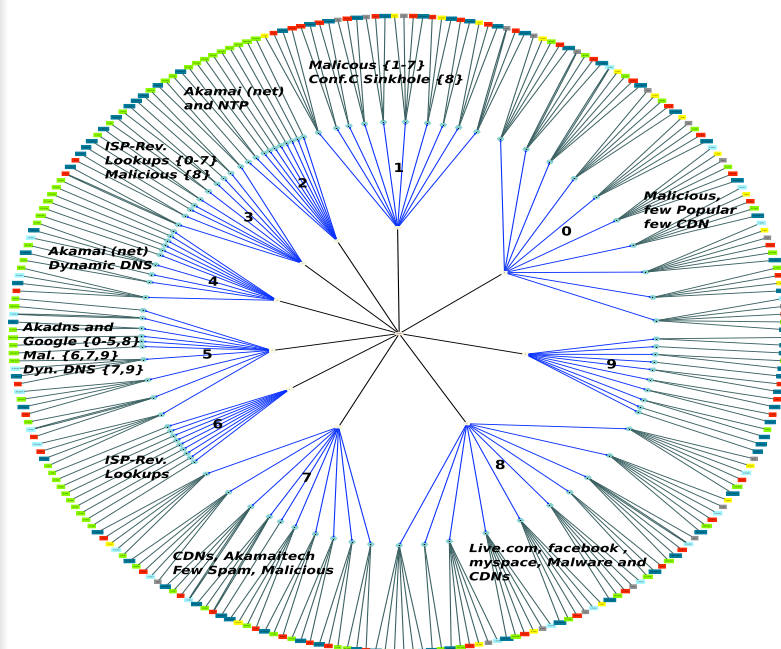 Malicous {1-7}
Conf.C Sinkhole {8}
1
Akamai (net)
and NTP
2
ISP-Rev.
Lookups {0-7}
Malicious {8}
3
Malicious,
few Popular
few CDN
0
Akamai (net)
Dynamic DNS
4
Akadns and
Google {0-5,8}
Mal. {6,7,9}
Dyn. DNS {7,9}
5
9
6
ISP-Rev.
Lookups
7
CDNs, Akamaitech
Few Spam, Malicious
8
Live.com, facebook ,
myspace, Malware and
CDNs